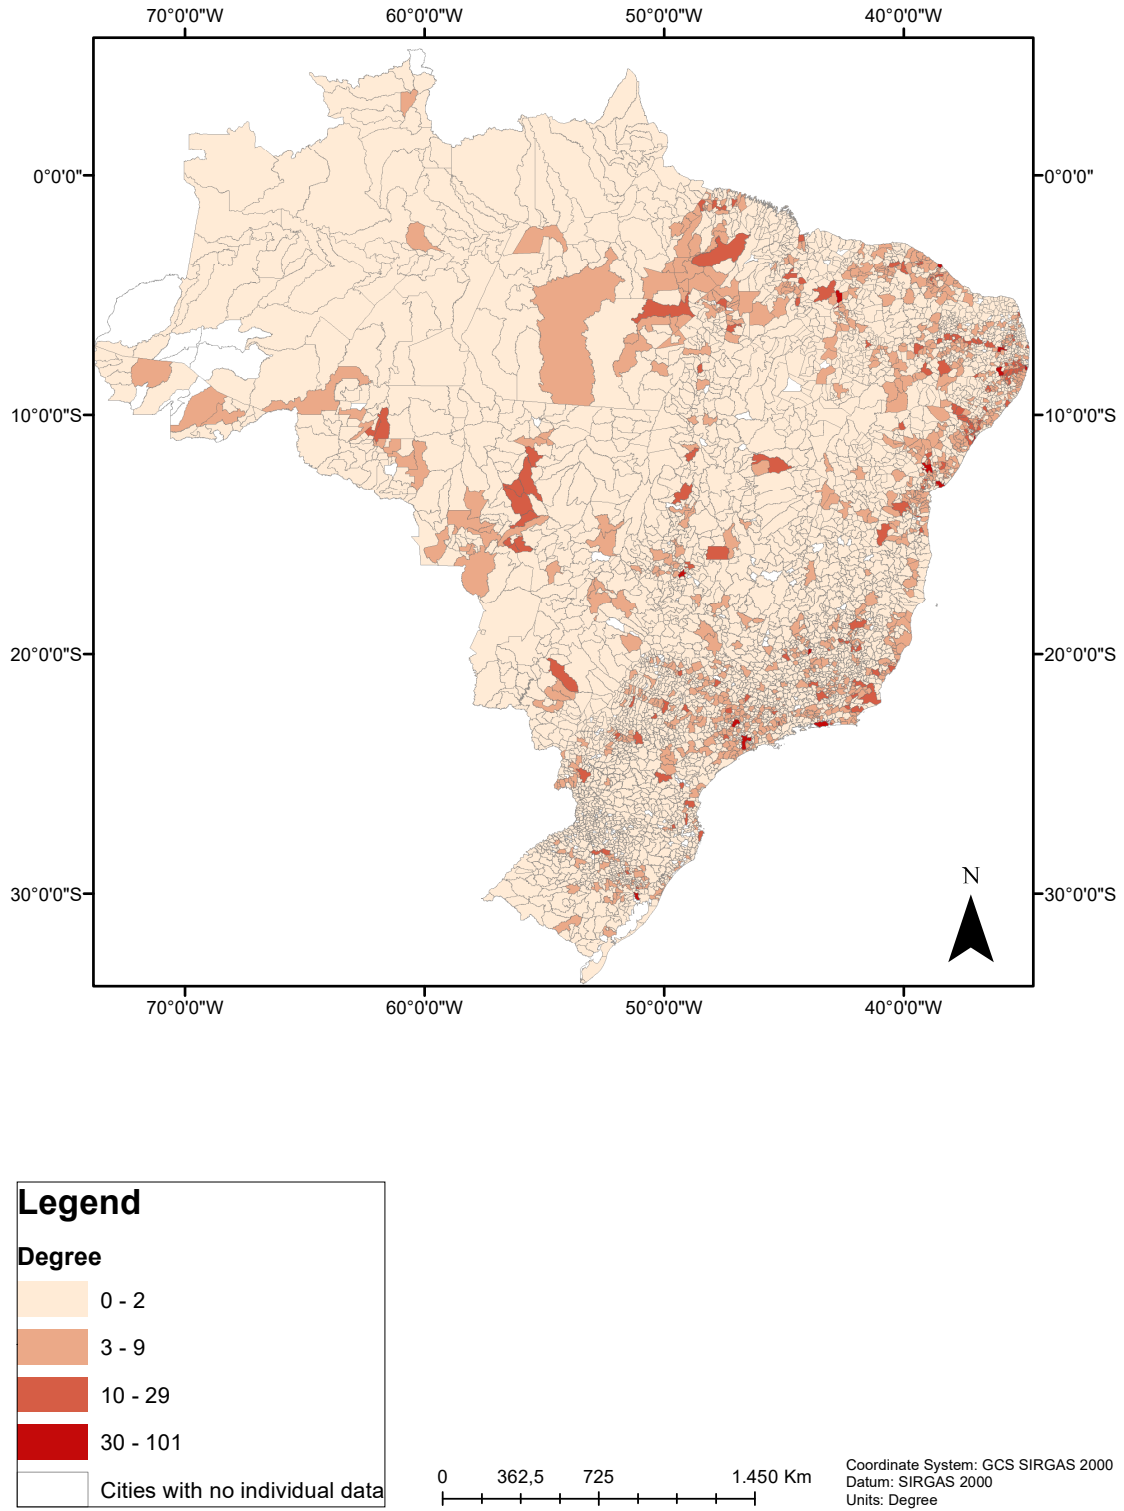 70°0'0"W 60°0'0"W 50°0'0"W 40°0'0"W
0°0'0" 0°0'0"
10°0'0"S 10°0'0"S
20°0'0"S 20°0'0"S
N
30°0'0"S 30°0'0"S
70°0'0"W 60°0'0"W 50°0'0"W 40°0'0"W
Legend
Degree
0 - 2
3 - 9
10 - 29
30 - 101
Cities with no individual data
0 362,5 725 1.450 Km
Coordinate System: GCS SIRGAS 2000
Datum: SIRGAS 2000
Units: Degree